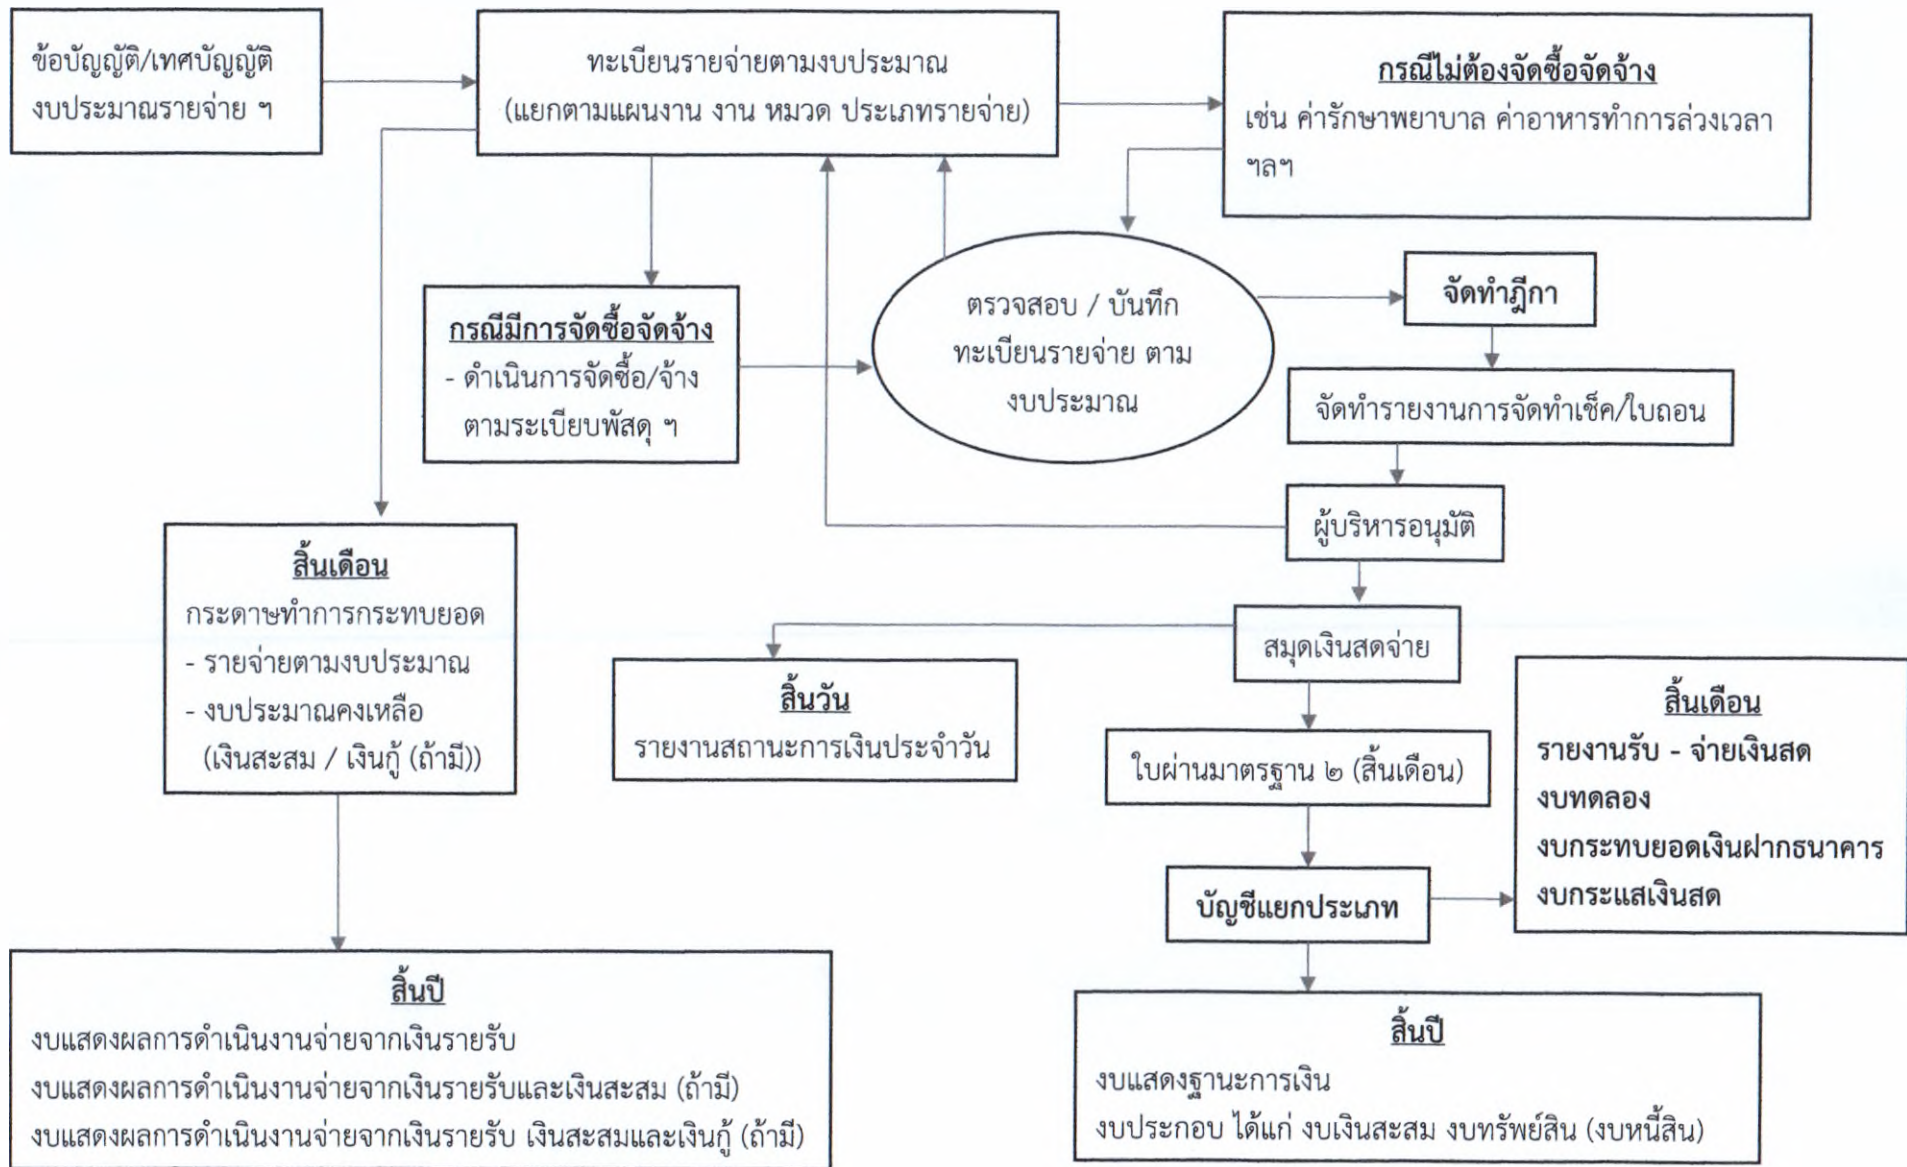 ข้อบัญญัติ/เทศบัญญัติ
งบประมาณรายจ่าย ฯ
ทะเบียนรายจ่ายตามงบประมาณ
(แยกตามแผนงาน งาน หมวด ประเภทรายจ่าย)
กรณีไม่ต้องจัดซื้อจัดจ้าง
เช่น ค่ารักษาพยาบาล ค่าอาหารทำการล่วงเวลา
ฯลฯ
กรณีมีการจัดซื้อจัดจ้าง
- ดำเนินการจัดซื้อ/จ้าง
ตามระเบียบพัสดุ ฯ
ตรวจสอบ / บันทึก
ทะเบียนรายจ่าย ตาม
งบประมาณ
จัดทำฎีกา
จัดทำรายงานการจัดทำเช็ค/ใบถอน
ผู้บริหารอนุมัติ
สมุดเงินสดจ่าย
สิ้นเดือน
กระดาษทำการกระทบยอด
- รายจ่ายตามงบประมาณ
- งบประมาณคงเหลือ
(เงินสะสม / เงินกู้ (ถ้ามี))
สิ้นวัน
รายงานสถานะการเงินประจำวัน
ใบผ่านมาตรฐาน ๒ (สิ้นเดือน)
สิ้นเดือน
รายงานรับ - จ่ายเงินสด
งบทดลอง
งบกระทบยอดเงินฝากธนาคาร
งบกระแสเงินสด
บัญชีแยกประเภท
สิ้นปี
งบแสดงผลการดำเนินงานจ่ายจากเงินรายรับ
งบแสดงผลการดำเนินงานจ่ายจากเงินรายรับและเงินสะสม (ถ้ามี)
งบแสดงผลการดำเนินงานจ่ายจากเงินรายรับ เงินสะสมและเงินกู้ (ถ้ามี)
สิ้นปี
งบแสดงฐานะการเงิน
งบประกอบ ได้แก่ งบเงินสะสม งบทรัพย์สิน (งบหนี้สิน)